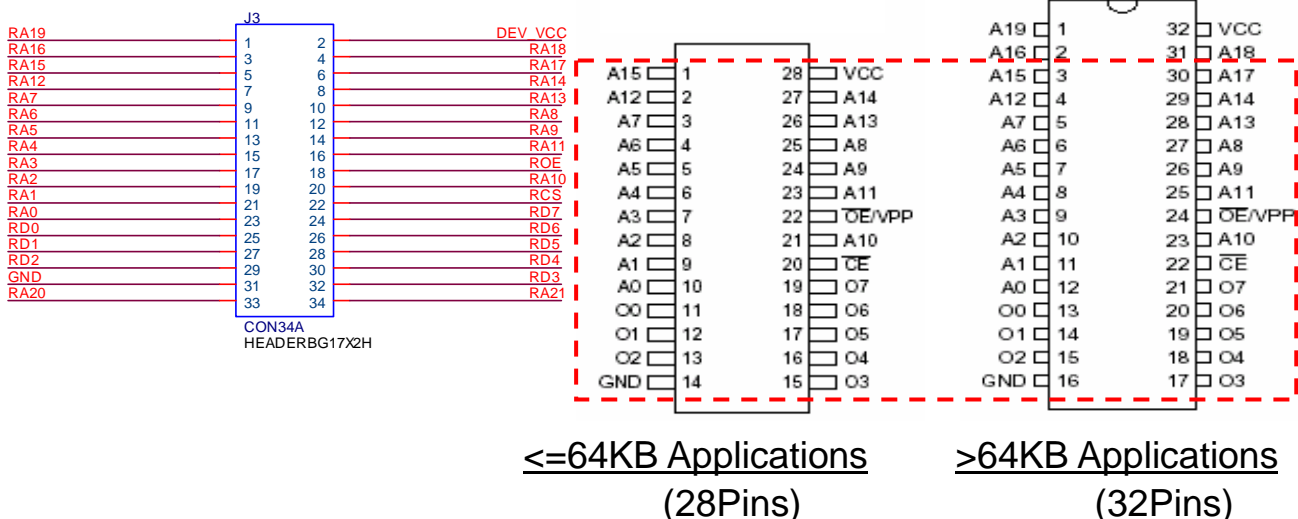 J3
RA19 1 2 DEV_VCC
RA16 3 4 RA18
RA15 5 6 RA17
RA12 7 8 RA14
RA7 9 10 RA13
RA6 11 12 RA8
RA5 13 14 RA9
RA4 15 16 RA11
RA3 17 18 ROE
RA2 19 20 RA10
RA1 21 22 RCS
RA0 23 24 RD7
RD0 25 26 RD6
RD1 27 28 RD5
RD2 29 30 RD4
GND 31 32 RD3
RA20 33 34 RA21
CON34A
HEADERBG17X2H
A15 1 28 VCC
A12 2 27 A14
A7 3 26 A13
A6 4 25 A8
A5 5 24 A9
A4 6 23 A11
A3 7 22 OE/VPP
A2 8 21 A10
A1 9 20 CE
A0 10 19 O7
O0 11 18 O6
O1 12 17 O5
O2 13 16 O4
GND 14 15 O3
<=64KB Applications
(28Pins)
A19 1 32 VCC
A16 2 31 A18
A15 3 30 A17
A12 4 29 A14
A7 5 28 A13
A6 6 27 A8
A5 7 26 A9
A4 8 25 A11
A3 9 24 OE/VPP
A2 10 23 A10
A1 11 22 CE
A0 12 21 O7
O0 13 20 O6
O1 14 19 O5
O2 15 18 O4
GND 16 17 O3
>64KB Applications
(32Pins)